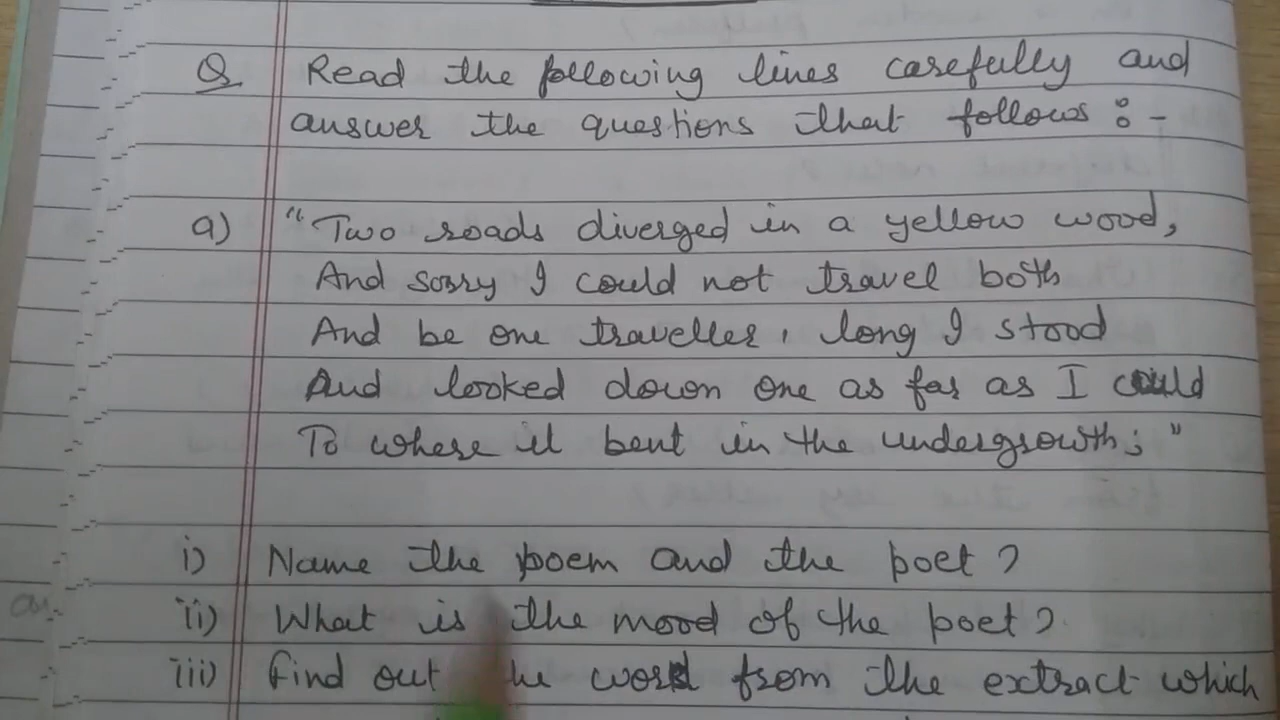 Q Read the following lines carefully and
answer the questions that follows :-
a) "Two roads diverged in a yellow wood,
And sorry I could not travel both
And be one traveller, long I stood
And looked down one as far as I could
To where it bent in the undergrowth;"
i) Name the poem and the poet?
ii) What is the mood of the poet?
iii) Find out the word from the extract which